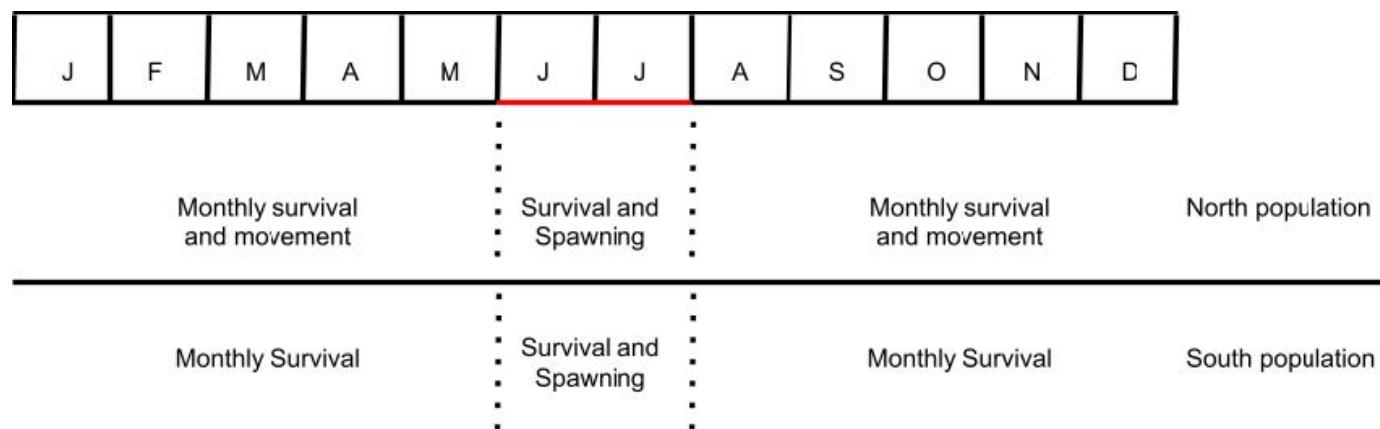 J F M A M J J A S O N D
Monthly survival and movement
Survival and Spawning
Monthly survival and movement
North population
Monthly Survival
Survival and Spawning
Monthly Survival
South population